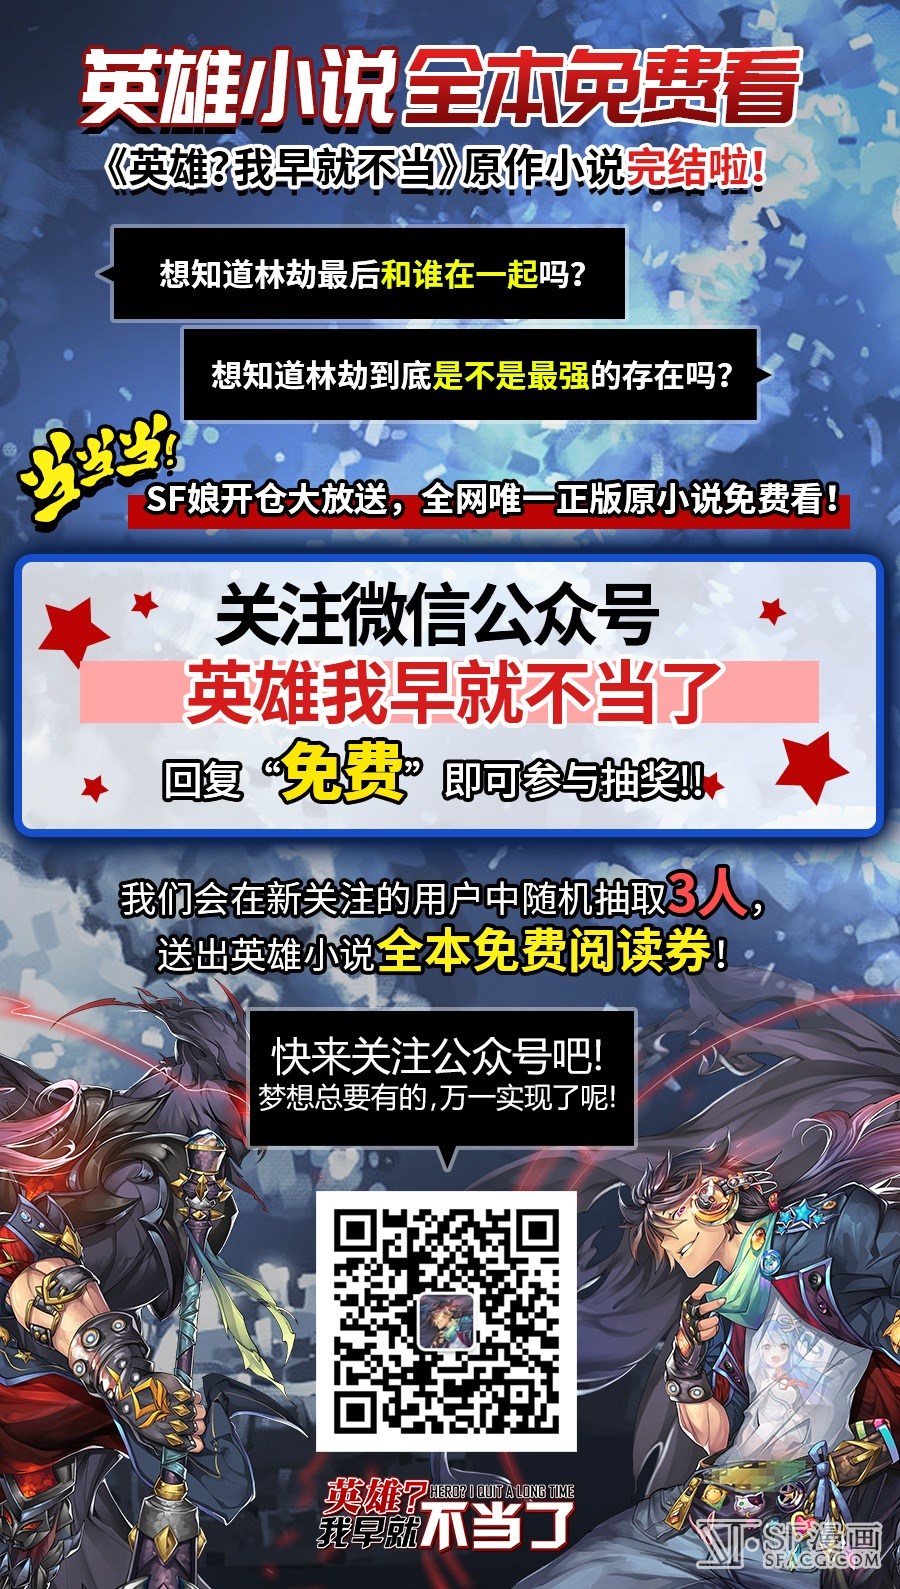 英雄小说全本免费看
《英雄？我早就不当》原作小说完结啦！
想知道林劫最后和谁在一起吗？
想知道林劫到底是不是最强的存在吗？
当当当！
SF娘开仓大放送，全网唯一正版原小说免费看！
关注微信公众号
英雄我早就不当了
回复“免费”即可参与抽奖!!
我们会在新关注的用户中随机抽取3人，
送出英雄小说全本免费阅读券！
快来关注公众号吧!
梦想总要有的,万一实现了呢!
英雄？
HERO? I QUIT A LONG TIME
我早就不当了
SF漫画
SFACG.COM